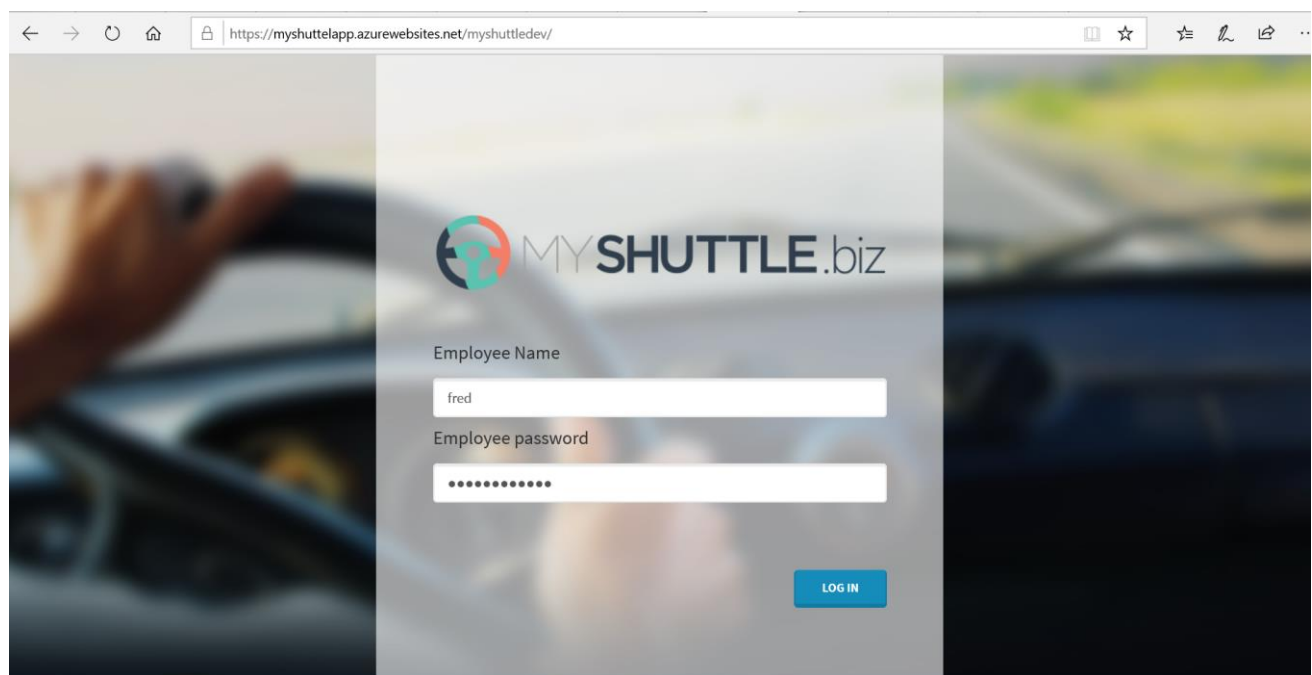 https://myshuttelapp.azurewebsites.net/myshuttledev/
MYSHUTTLE.biz
Employee Name
fred
Employee password
••••••••••••
LOG IN